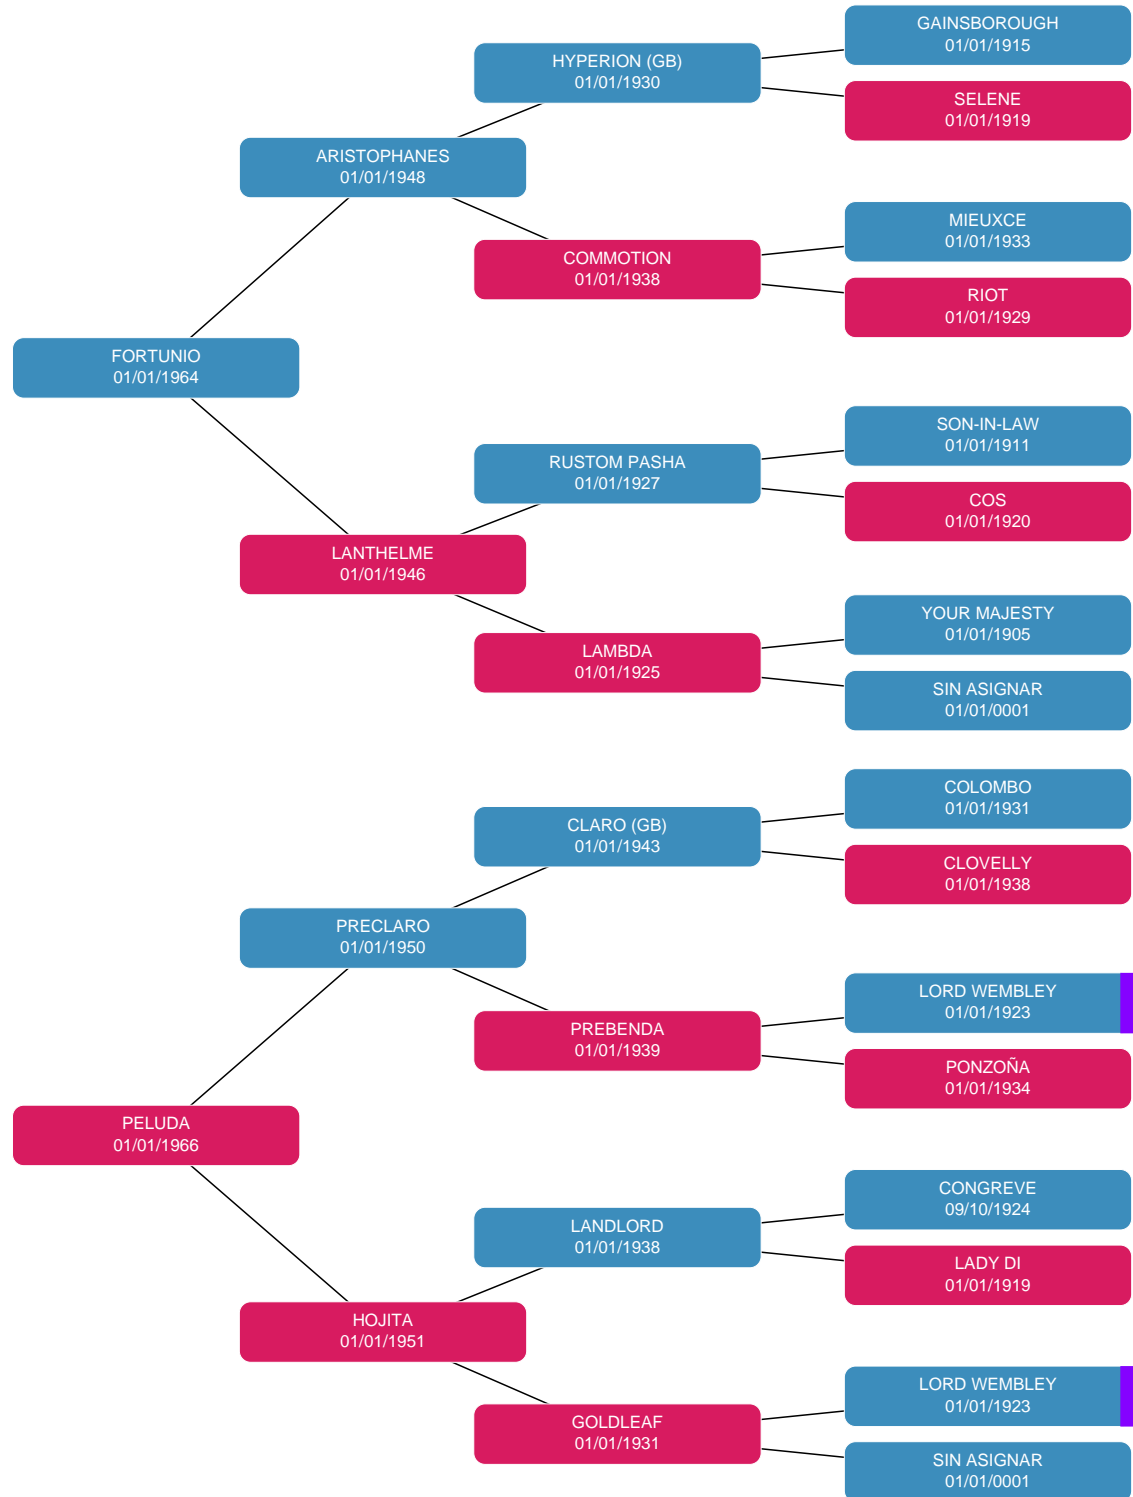 GAINSBOROUGH
01/01/1915
HYPERION (GB)
01/01/1930
SELENE
01/01/1919
ARISTOPHANES
01/01/1948
MIEUXCE
01/01/1933
COMMOTION
01/01/1938
RIOT
01/01/1929
FORTUNIO
01/01/1964
SON-IN-LAW
01/01/1911
RUSTOM PASHA
01/01/1927
COS
01/01/1920
LANTHELME
01/01/1946
YOUR MAJESTY
01/01/1905
LAMBDA
01/01/1925
SIN ASIGNAR
01/01/0001
COLOMBO
01/01/1931
CLARO (GB)
01/01/1943
CLOVELLY
01/01/1938
PRECLARO
01/01/1950
LORD WEMBLEY
01/01/1923
PREBENDA
01/01/1939
PONZOÑA
01/01/1934
PELUDA
01/01/1966
CONGREVE
09/10/1924
LANDLORD
01/01/1938
LADY DI
01/01/1919
HOJITA
01/01/1951
LORD WEMBLEY
01/01/1923
GOLDLEAF
01/01/1931
SIN ASIGNAR
01/01/0001